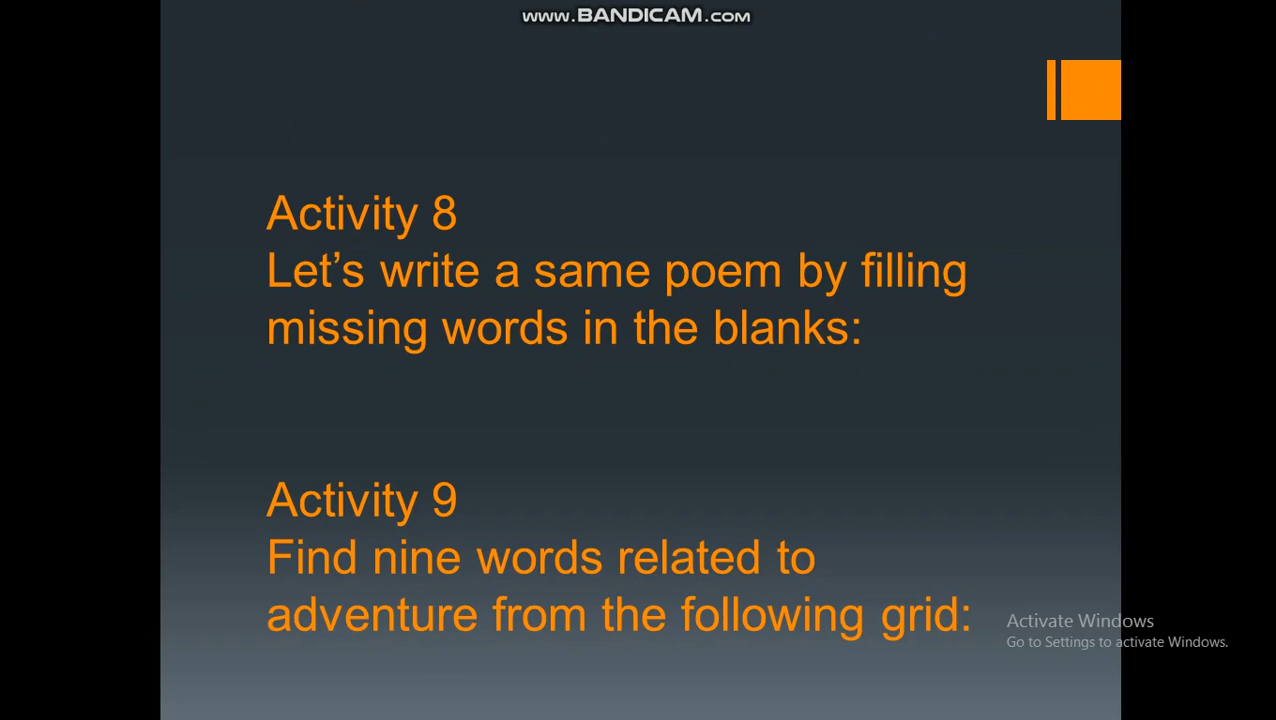 www.BANDICAM.com
Activity 8
Let’s write a same poem by filling
missing words in the blanks:
Activity 9
Find nine words related to
adventure from the following grid:
Activate Windows
Go to Settings to activate Windows.